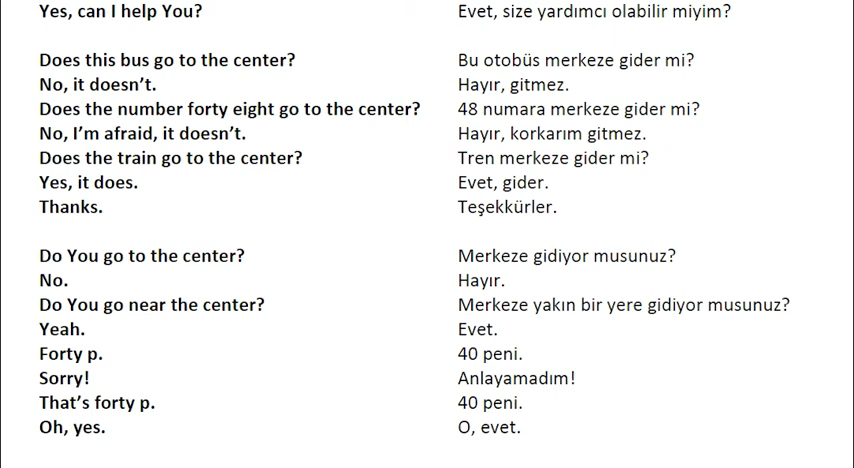 Yes, can I help You? Evet, size yardımcı olabilir miyim?
Does this bus go to the center? Bu otobüs merkeze gider mi?
No, it doesn’t. Hayır, gitmez.
Does the number forty eight go to the center? 48 numara merkeze gider mi?
No, I’m afraid, it doesn’t. Hayır, korkarım gitmez.
Does the train go to the center? Tren merkeze gider mi?
Yes, it does. Evet, gider.
Thanks. Teşekkürler.
Do You go to the center? Merkeze gidiyor musunuz?
No. Hayır.
Do You go near the center? Merkeze yakın bir yere gidiyor musunuz?
Yeah. Evet.
Forty p. 40 peni.
Sorry! Anlayamadım!
That’s forty p. 40 peni.
Oh, yes. O, evet.